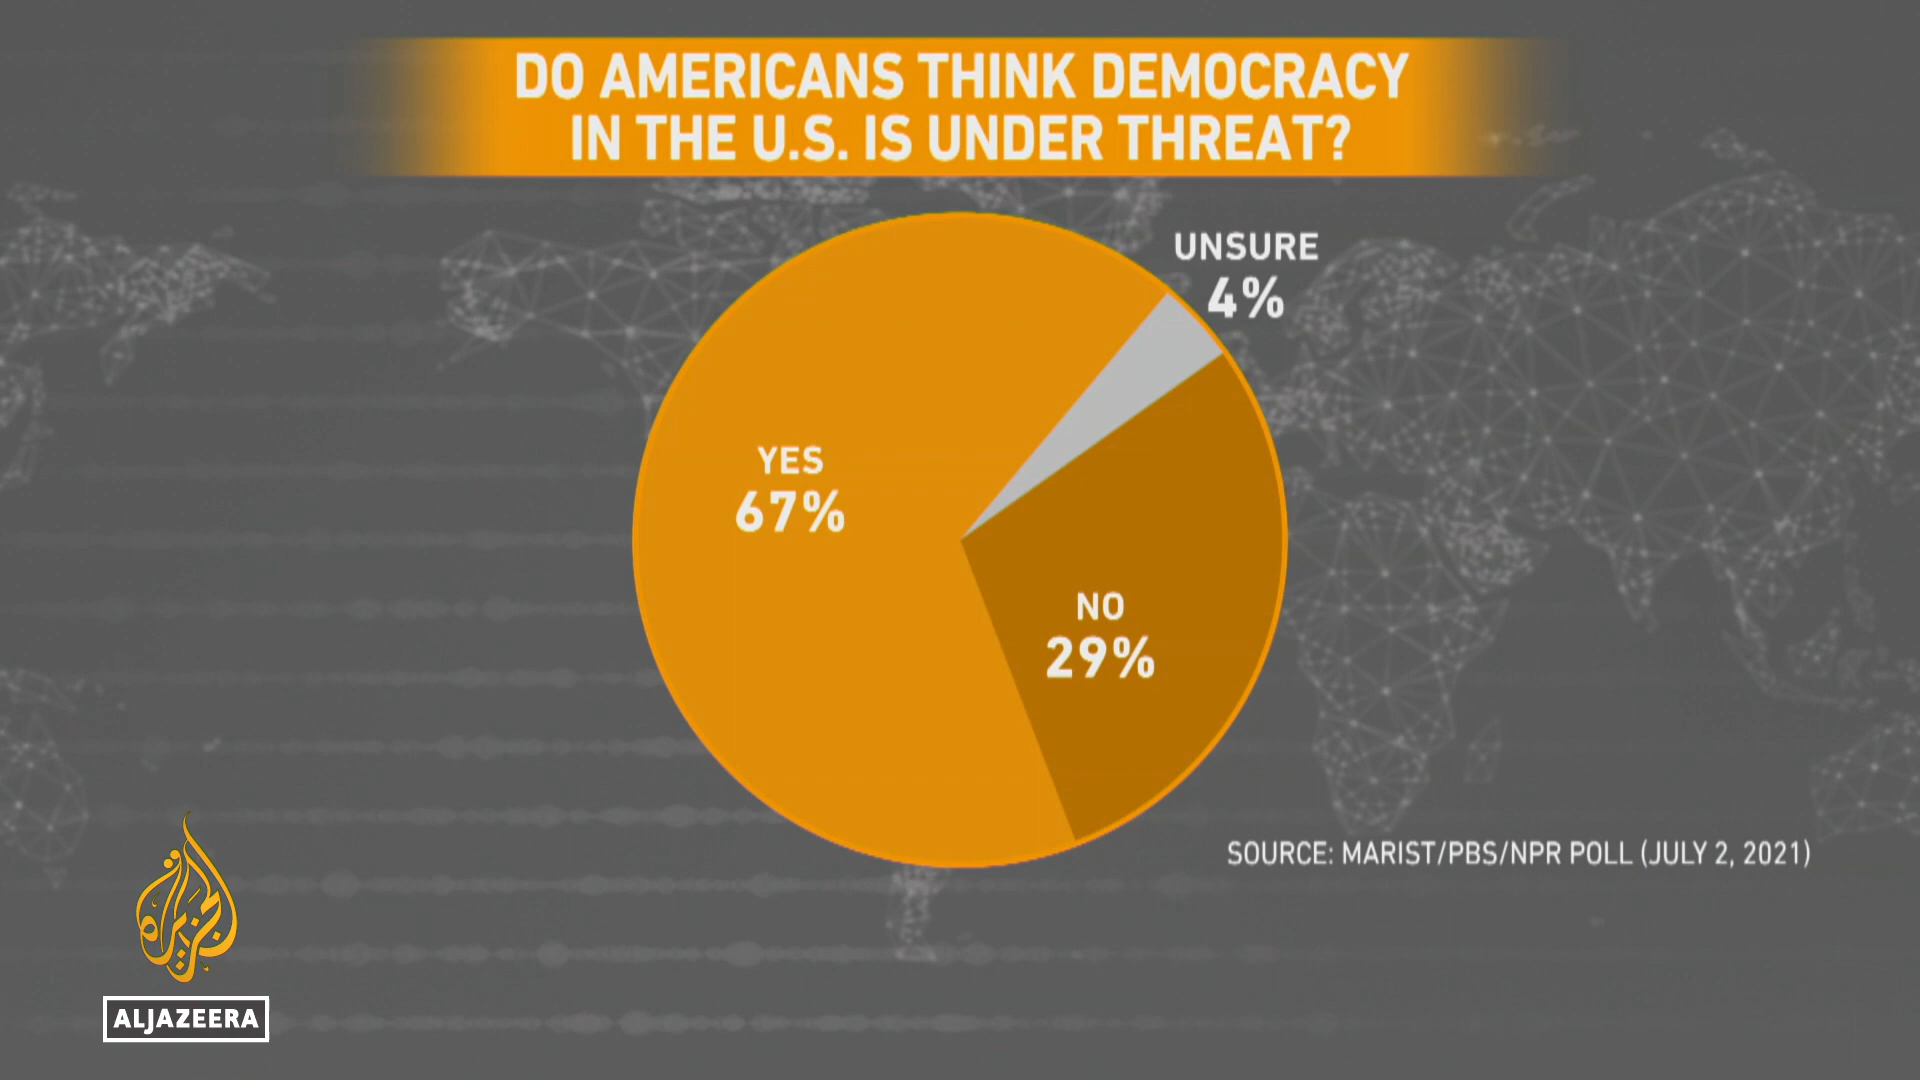 DO AMERICANS THINK DEMOCRACY
IN THE U.S. IS UNDER THREAT?
UNSURE
4%
YES
67%
NO
29%
SOURCE: MARIST/PBS/NPR POLL (JULY 2, 2021)
الجزيرة
ALJAZEERA